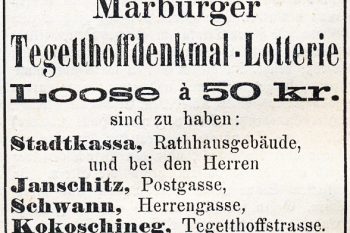 Marburger
Tegetthoffdenkmal-Lotterie
Loose à 50 kr.
sind zu haben:
Stadtkassa, Rathhausgebäude,
und bei den Herren
Janschitz, Postgasse,
Schwann, Herrengasse,
Kokoschineg, Tegetthoffstrasse.